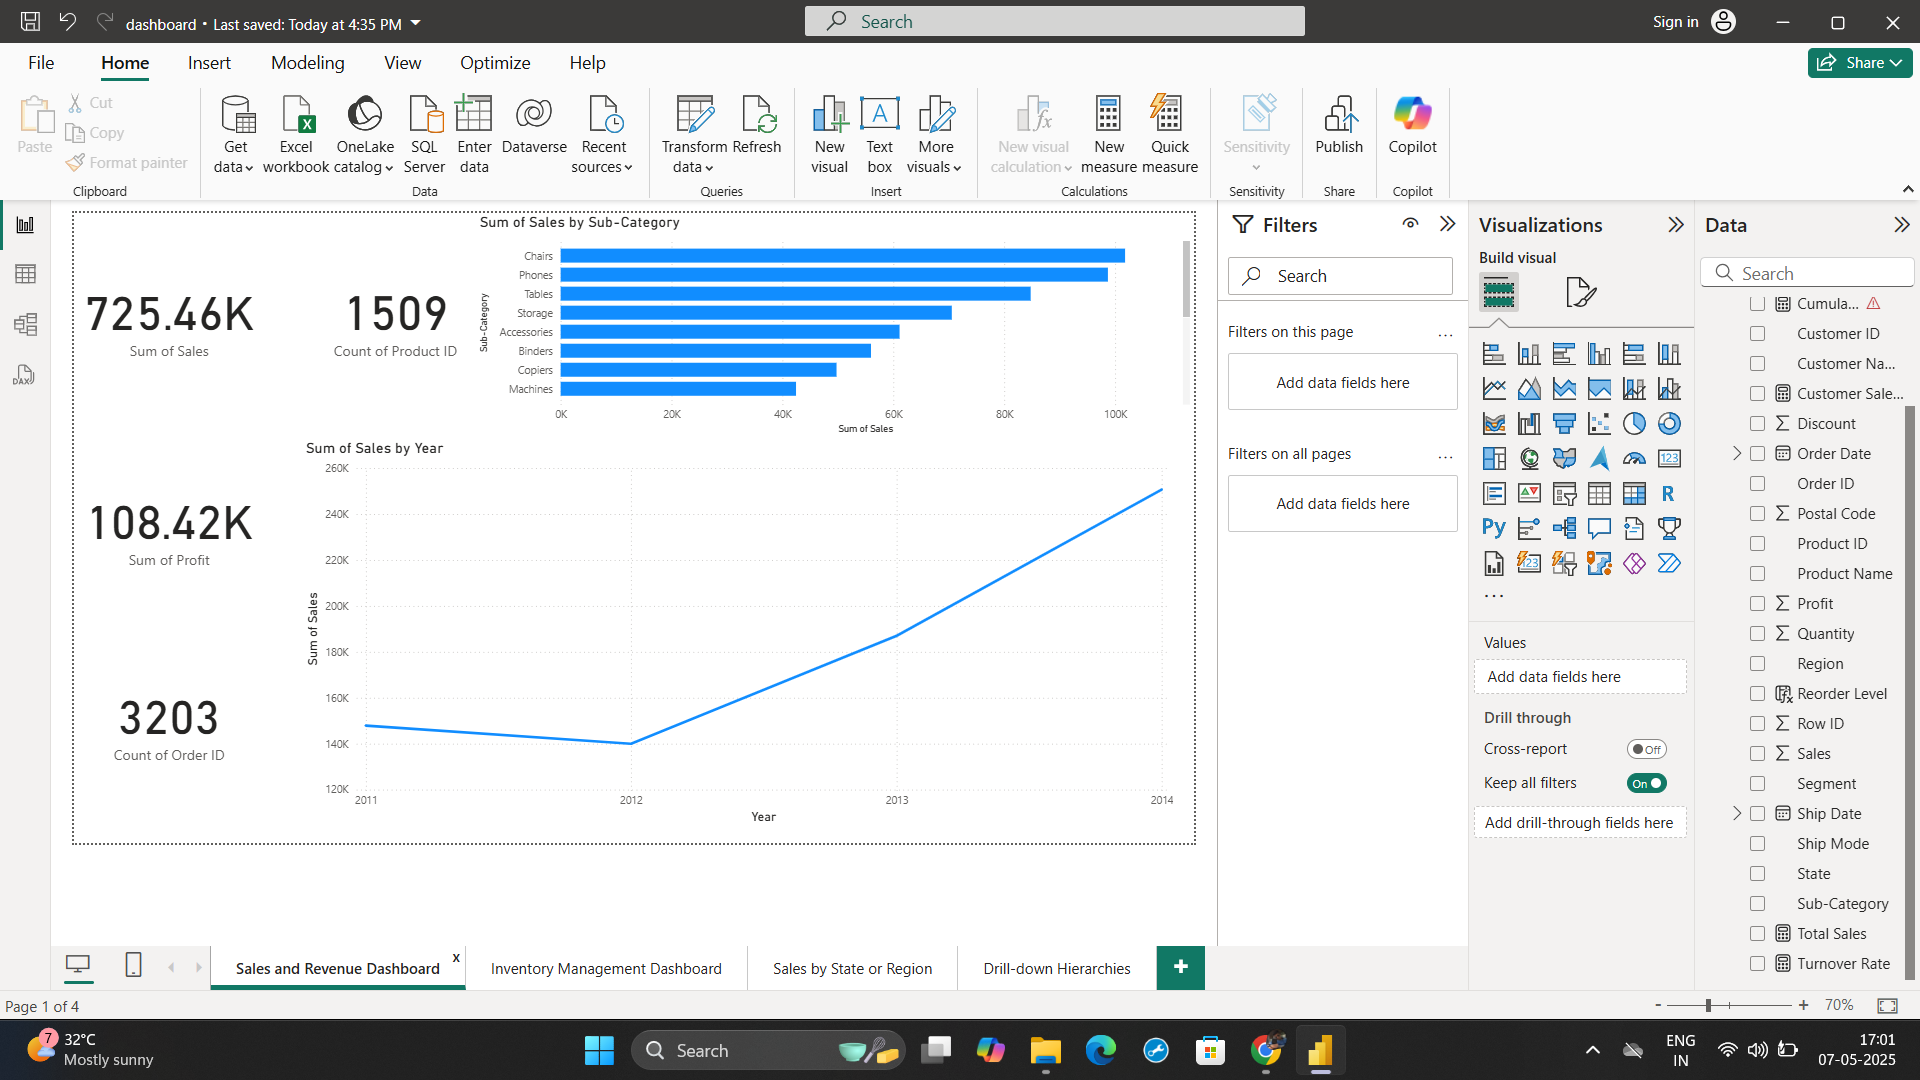 dashboard • Last saved: Today at 4:35 PM
Search
Sign in
File
Home
Insert
Modeling
View
Optimize
Help
Share
Paste
Cut
Copy
Format painter
Clipboard
Get data
Excel workbook
OneLake catalog
SQL Server
Enter data
Dataverse
Recent sources
Data
Transform data
Refresh
Queries
New visual
Text box
More visuals
Insert
New visual calculation
New measure
Quick measure
Calculations
Sensitivity
Sensitivity
Publish
Share
Copilot
Copilot
725.46K
Sum of Sales
1509
Count of Product ID
Sum of Sales by Sub-Category
Sub-Category
Chairs
Phones
Tables
Storage
Accessories
Binders
Copiers
Machines
0K 20K 40K 60K 80K 100K
Sum of Sales
108.42K
Sum of Profit
3203
Count of Order ID
Sum of Sales by Year
Sum of Sales
260K
240K
220K
200K
180K
160K
140K
120K
2011 2012 2013 2014
Year
Filters
Search
Filters on this page
...
Add data fields here
Filters on all pages
...
Add data fields here
Visualizations
Build visual
123
R
Py
123
...
Values
Add data fields here
Drill through
Cross-report
Off
Keep all filters
On
Add drill-through fields here
Data
Search
Cumula...
Customer ID
Customer Na...
Customer Sale...
Discount
Order Date
Order ID
Postal Code
Product ID
Product Name
Profit
Quantity
Region
Reorder Level
Row ID
Sales
Segment
Ship Date
Ship Mode
State
Sub-Category
Total Sales
Turnover Rate
Sales and Revenue Dashboard
x
Inventory Management Dashboard
Sales by State or Region
Drill-down Hierarchies
+
Page 1 of 4
- + 70%
7
32°C
Mostly sunny
Search
ENG
IN
17:01
07-05-2025